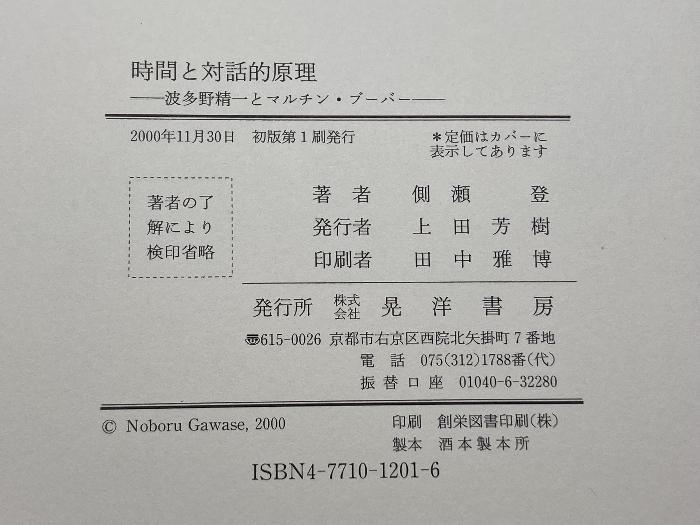 時間と対話的原理
――波多野精一とマルチン・ブーバー――
2000年11月30日　初版第1刷発行
＊定価はカバーに
表示してあります
著者の了
解により
検印省略
著　者　側　瀬　　登
発行者　上　田　芳　樹
印刷者　田　中　雅　博
発行所　株式会社　晃　洋　書　房
〠615-0026 京都市右京区西院北矢掛町7番地
電　話　075(312)1788番(代)
振替口座　01040-6-32280
© Noboru Gawase, 2000
印刷　創栄図書印刷(株)
製本　酒本製本所
ISBN4-7710-1201-6